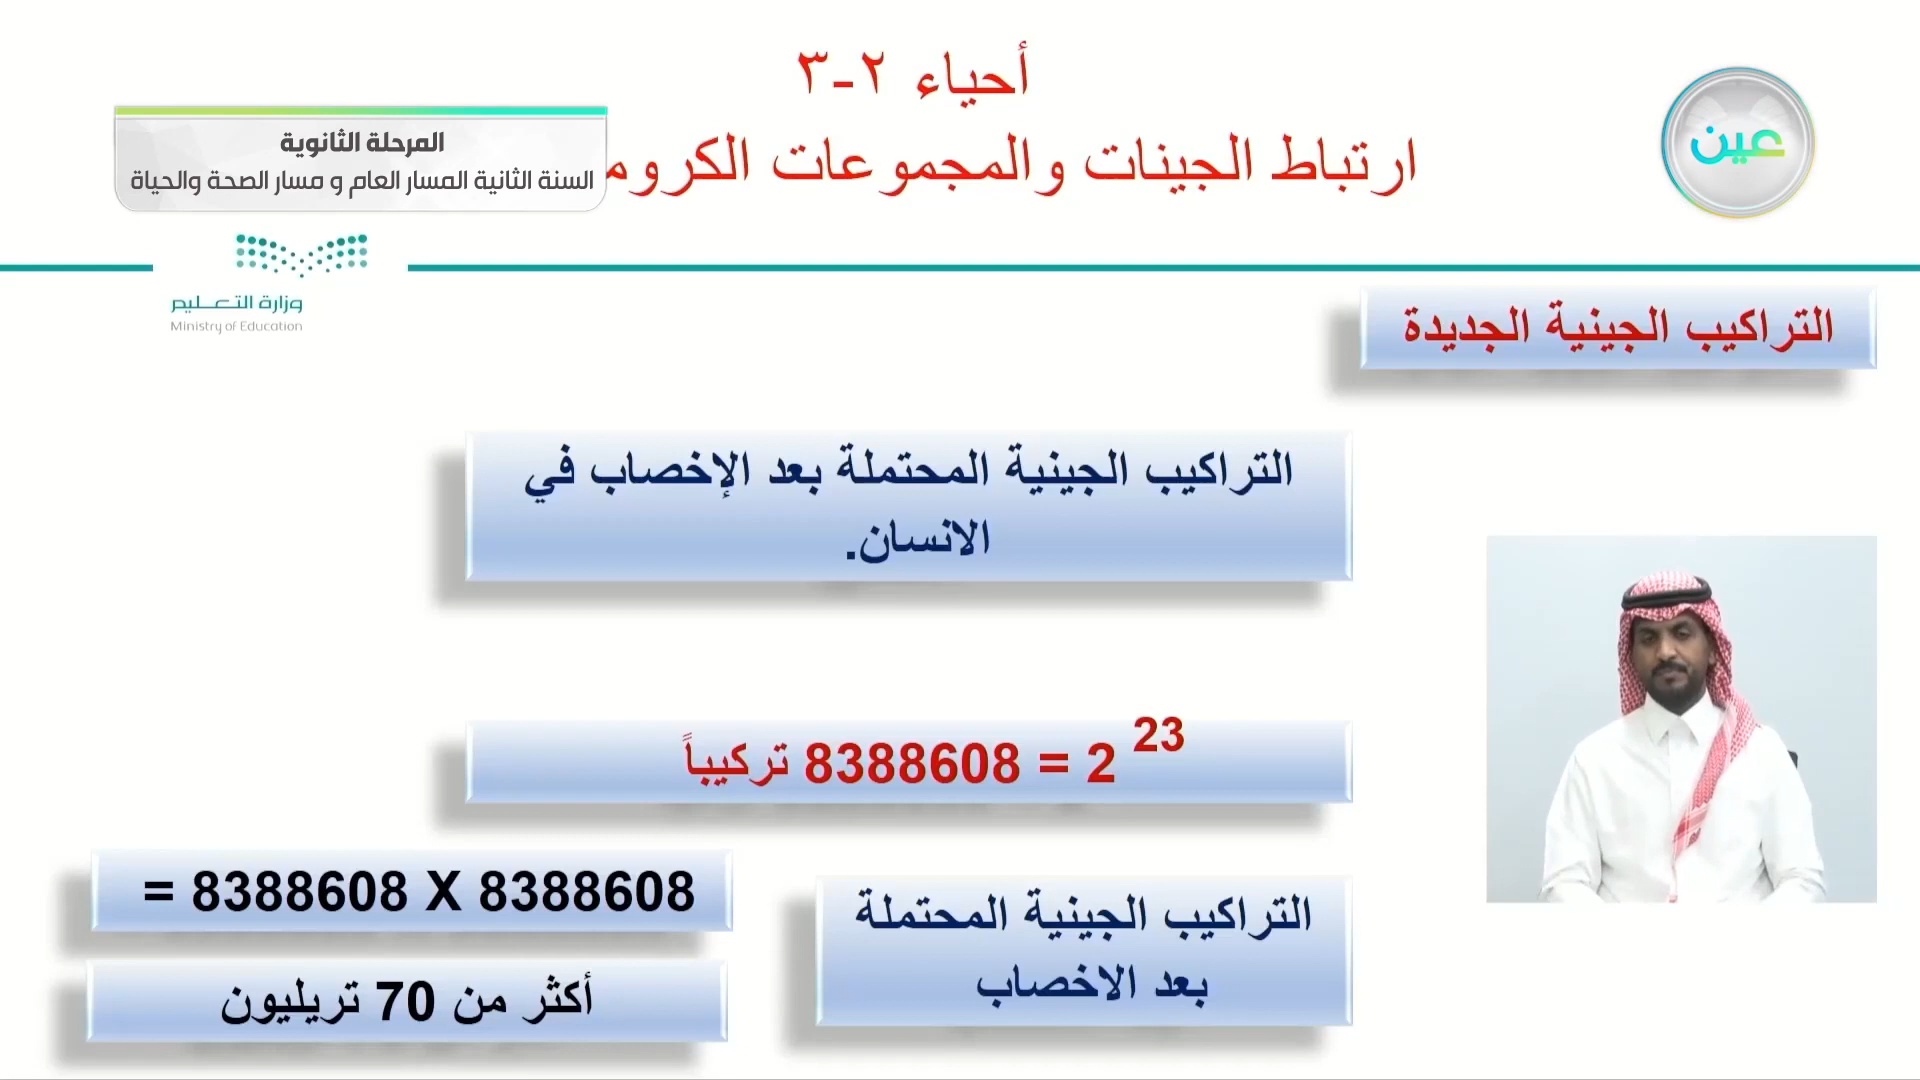 أحياء ٢-٣
ارتباط الجينات والمجموعات
المرحلة الثانوية
السنة الثانية المسار العام و مسار الصحة والحياة
عين
وزارة التعليم
Ministry of Education
التراكيب الجينية الجديدة
التراكيب الجينية المحتملة بعد الإخصاب في
الانسان.
2 23 = 8388608 تركيباً
التراكيب الجينية المحتملة
بعد الاخصاب
8388608 X 8388608 =
أكثر من 70 تريليون